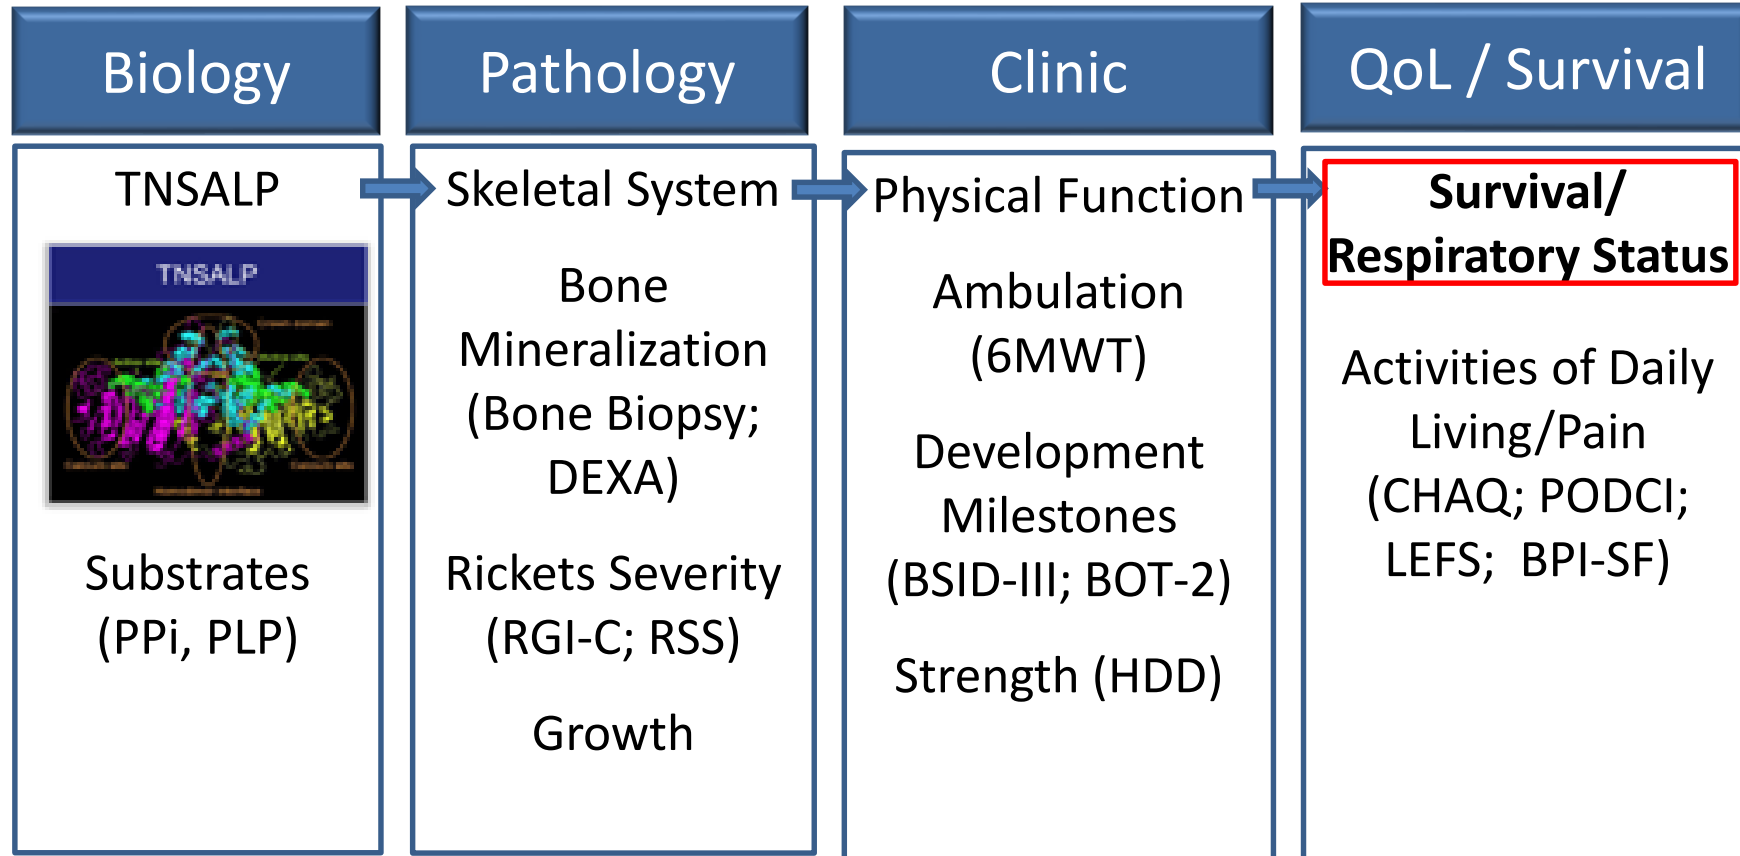 Biology
TNSALP
TNSALP
Substrates
(PPi, PLP)
Pathology
Skeletal System
Bone
Mineralization
(Bone Biopsy;
DEXA)
Rickets Severity
(RGI-C; RSS)
Growth
Clinic
Physical Function
Ambulation
(6MWT)
Development
Milestones
(BSID-III; BOT-2)
Strength (HDD)
QoL / Survival
Survival/
Respiratory Status
Activities of Daily
Living/Pain
(CHAQ; PODCI;
LEFS; BPI-SF)